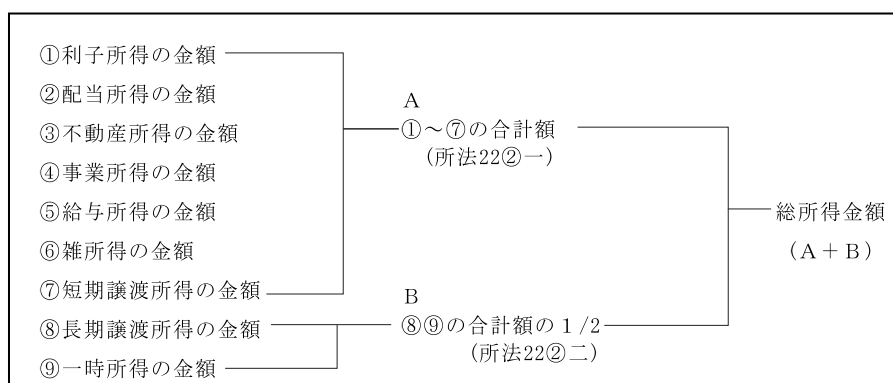 ①利子所得の金額
②配当所得の金額
③不動産所得の金額
④事業所得の金額
⑤給与所得の金額
⑥雑所得の金額
⑦短期譲渡所得の金額
⑧長期譲渡所得の金額
⑨一時所得の金額
A
①～⑦の合計額
(所法22②一)
B
⑧⑨の合計額の1/2
(所法22②二)
総所得金額
(A+B)